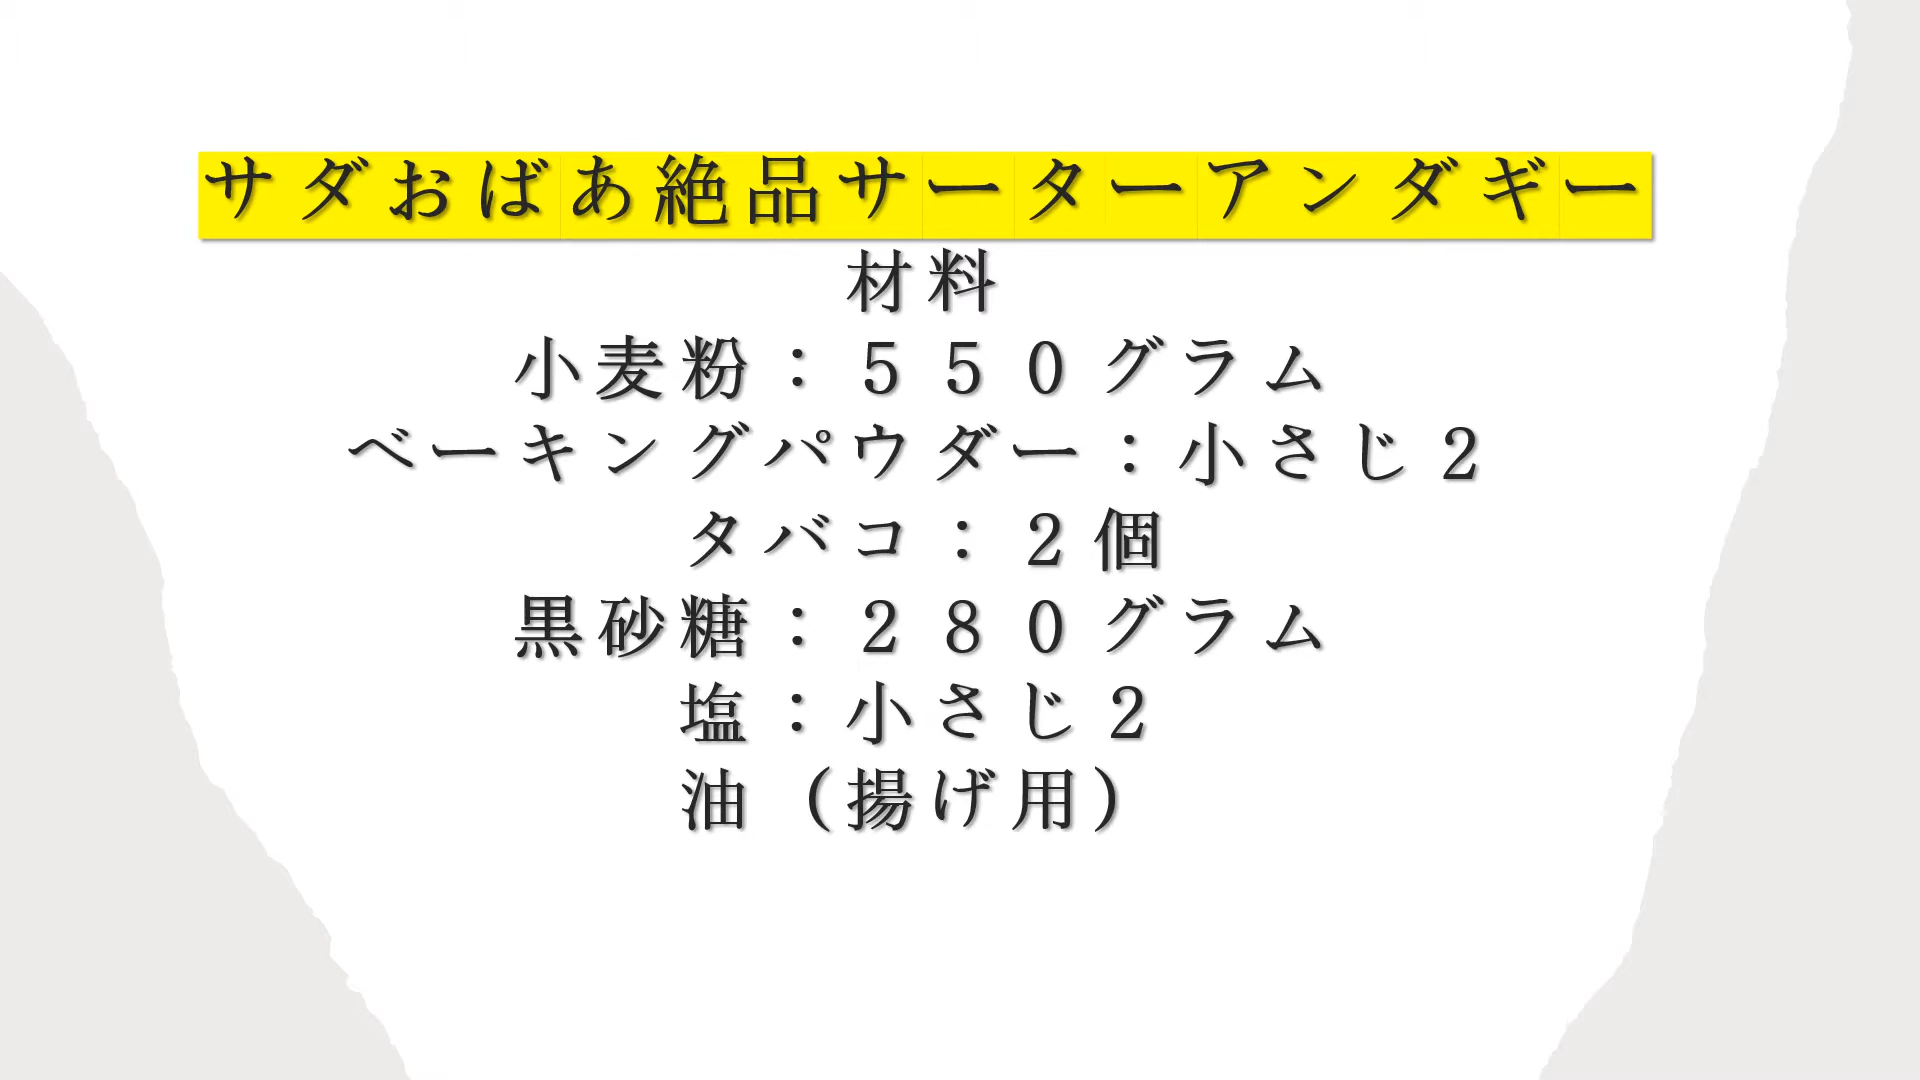 サダおばあ絶品サーターアンダギー
材料
小麦粉：５５０グラム
ベーキングパウダー：小さじ２
タバコ：２個
黒砂糖：２８０グラム
塩：小さじ２
油（揚げ用）